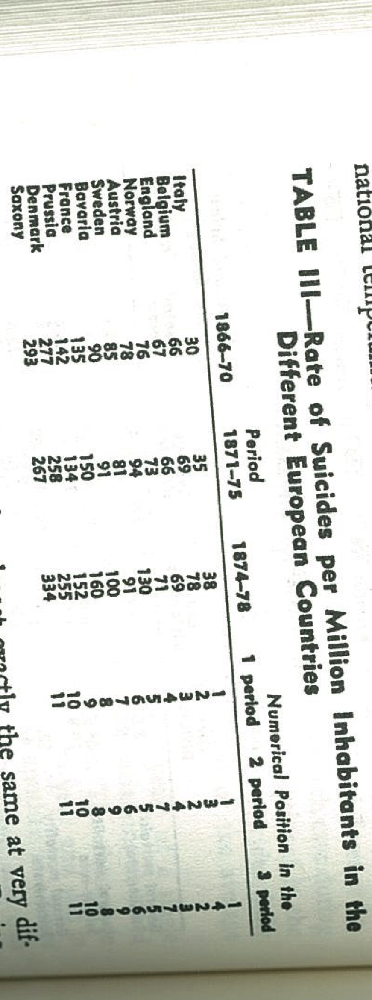 national
TABLE III—Rate of Suicides per Million Inhabitants in the
Different European Countries
Period Numerical Position in the
1866–70 1871–75 1874–78 1 period 2 period 3 period
Italy 30 35 38 1 1 1
Belgium 66 69 78 2 3 4
England 67 66 69 3 2 2
Norway 76 73 71 4 4 3
Austria 78 94 130 5 7 7
Sweden 85 81 91 6 5 5
Bavaria 90 91 100 7 6 6
France 135 150 160 8 9 9
Prussia 142 134 152 9 8 8
Denmark 277 258 255 10 10 10
Saxony 293 267 334 11 11 11
exactly the same at very dif-